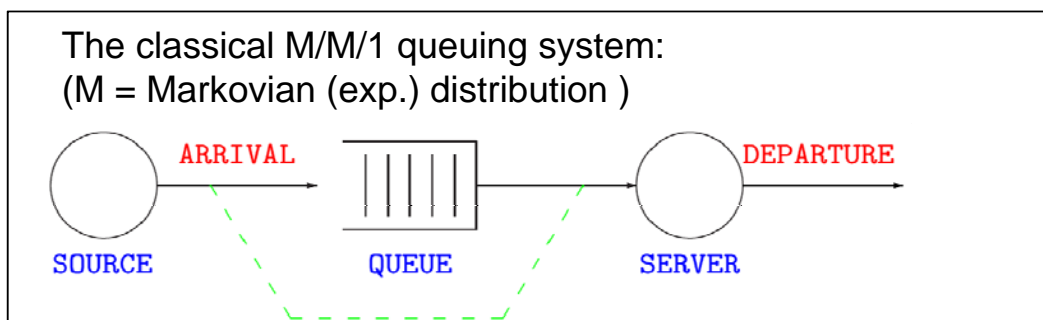 The classical M/M/1 queuing system:
(M = Markovian (exp.) distribution )
ARRIVAL
DEPARTURE
SOURCE
QUEUE
SERVER